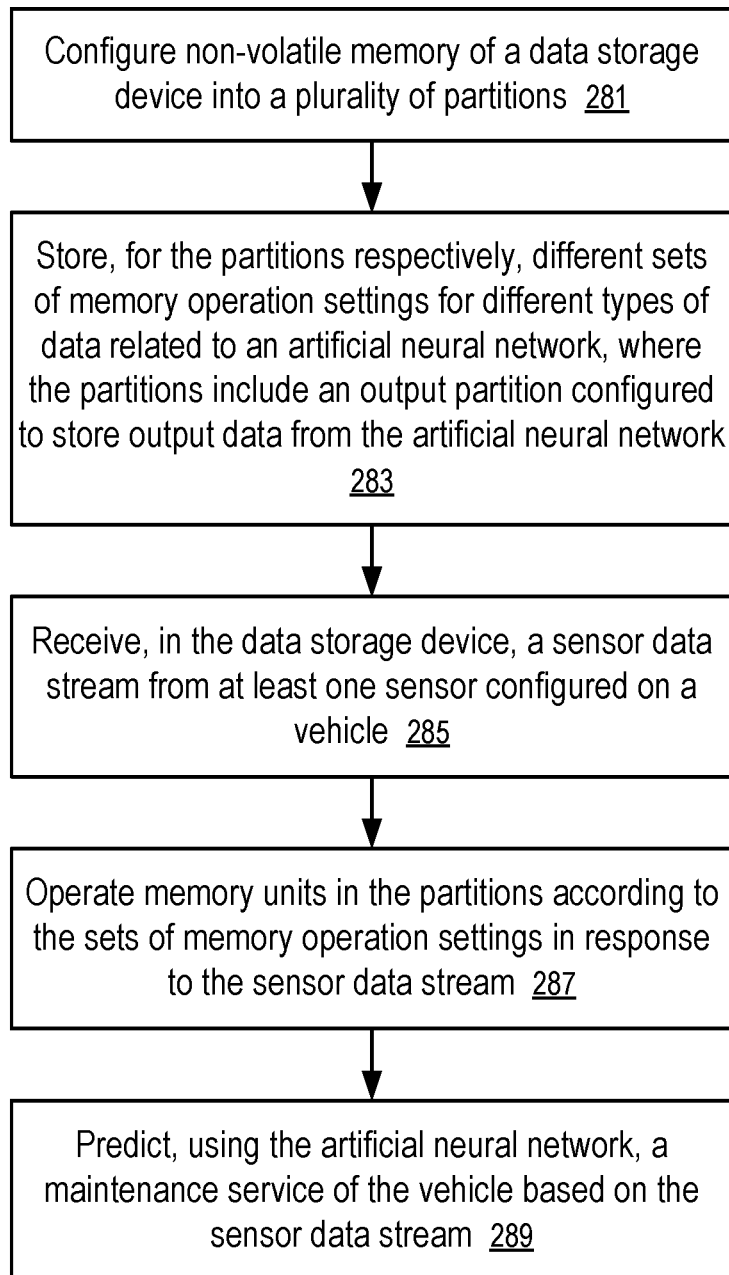 Configure non-volatile memory of a data storage
device into a plurality of partitions 281
Store, for the partitions respectively, different sets
of memory operation settings for different types of
data related to an artificial neural network, where
the partitions include an output partition configured
to store output data from the artificial neural network
283
Receive, in the data storage device, a sensor data
stream from at least one sensor configured on a
vehicle 285
Operate memory units in the partitions according to
the sets of memory operation settings in response
to the sensor data stream 287
Predict, using the artificial neural network, a
maintenance service of the vehicle based on the
sensor data stream 289